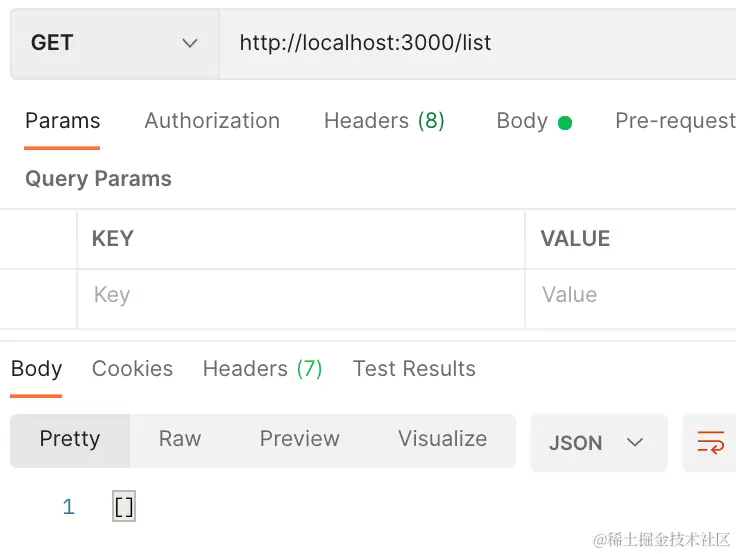 GET http://localhost:3000/list
Params Authorization Headers (8) Body Pre-request
Query Params
KEY VALUE
Key Value
Body Cookies Headers (7) Test Results
Pretty Raw Preview Visualize JSON
1 []
@稀土掘金技术社区